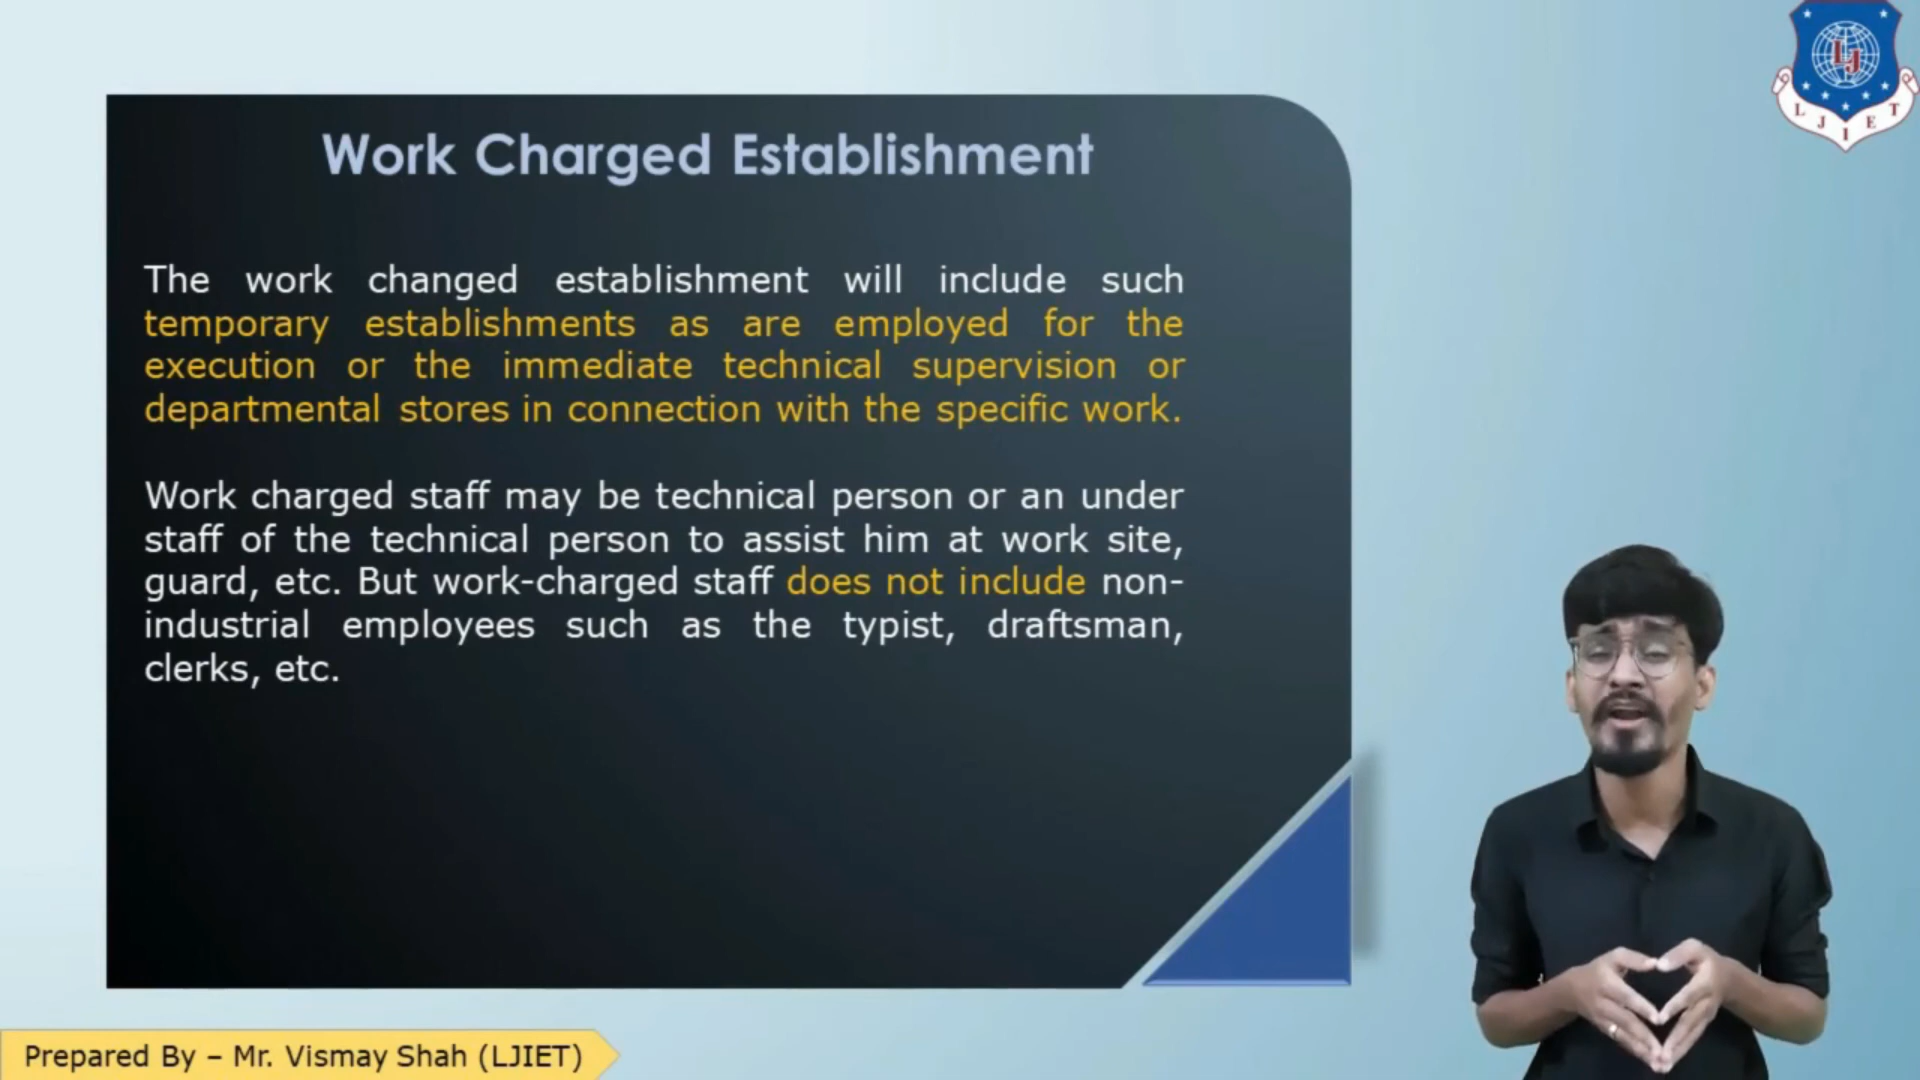 Work Charged Establishment
The work changed establishment will include such
temporary establishments as are employed for the
execution or the immediate technical supervision or
departmental stores in connection with the specific work.
Work charged staff may be technical person or an under
staff of the technical person to assist him at work site,
guard, etc. But work-charged staff does not include non-
industrial employees such as the typist, draftsman,
clerks, etc.
LJ
L J I E T
Prepared By – Mr. Vismay Shah (LJIET)